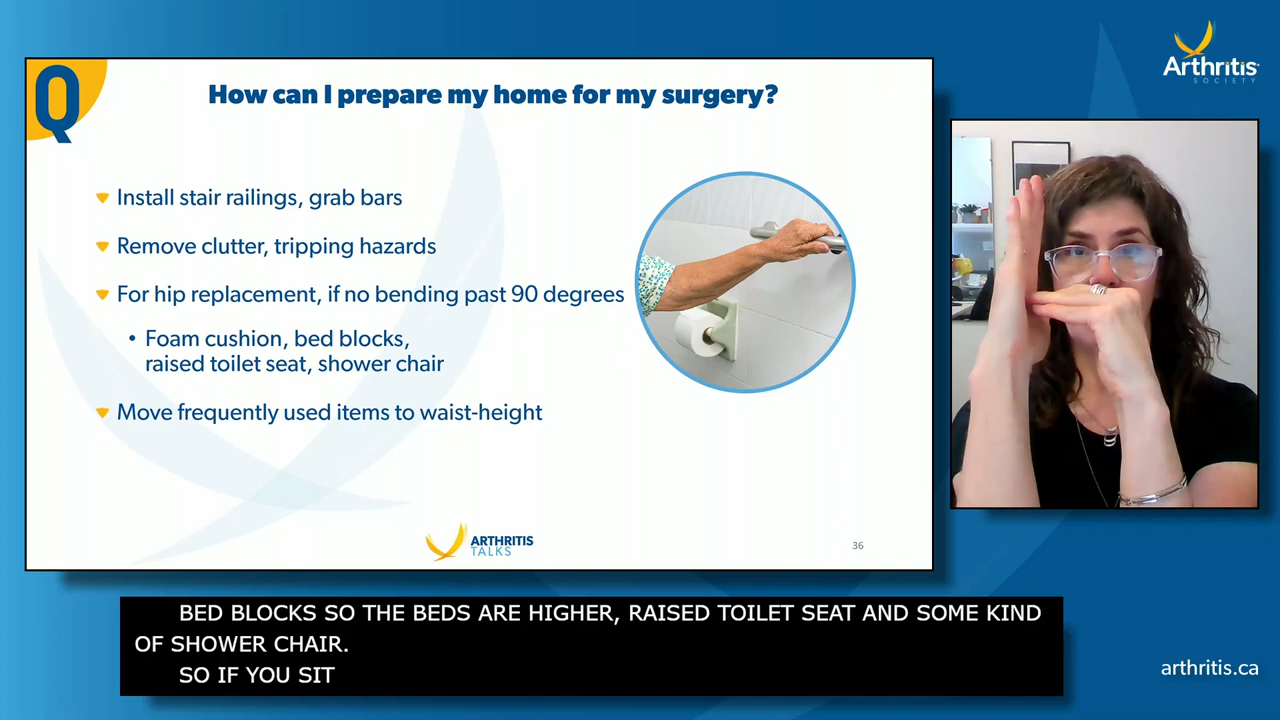 Q
How can I prepare my home for my surgery?
Install stair railings, grab bars
Remove clutter, tripping hazards
For hip replacement, if no bending past 90 degrees
• Foam cushion, bed blocks,
raised toilet seat, shower chair
Move frequently used items to waist-height
ARTHRITIS
TALKS
36
Arthritis
SOCIETY
BED BLOCKS SO THE BEDS ARE HIGHER, RAISED TOILET SEAT AND SOME KIND
OF SHOWER CHAIR.
SO IF YOU SIT
arthritis.ca